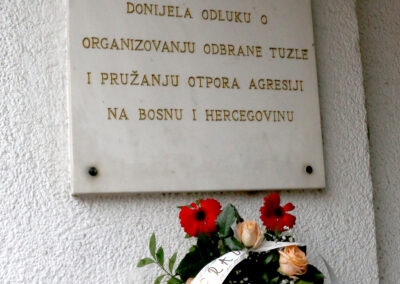 DONIJELA ODLUKU O
ORGANIZOVANJU ODBRANE TUZLE
I PRUŽANJU OTPORA AGRESIJI
NA BOSNU I HERCEGOVINU